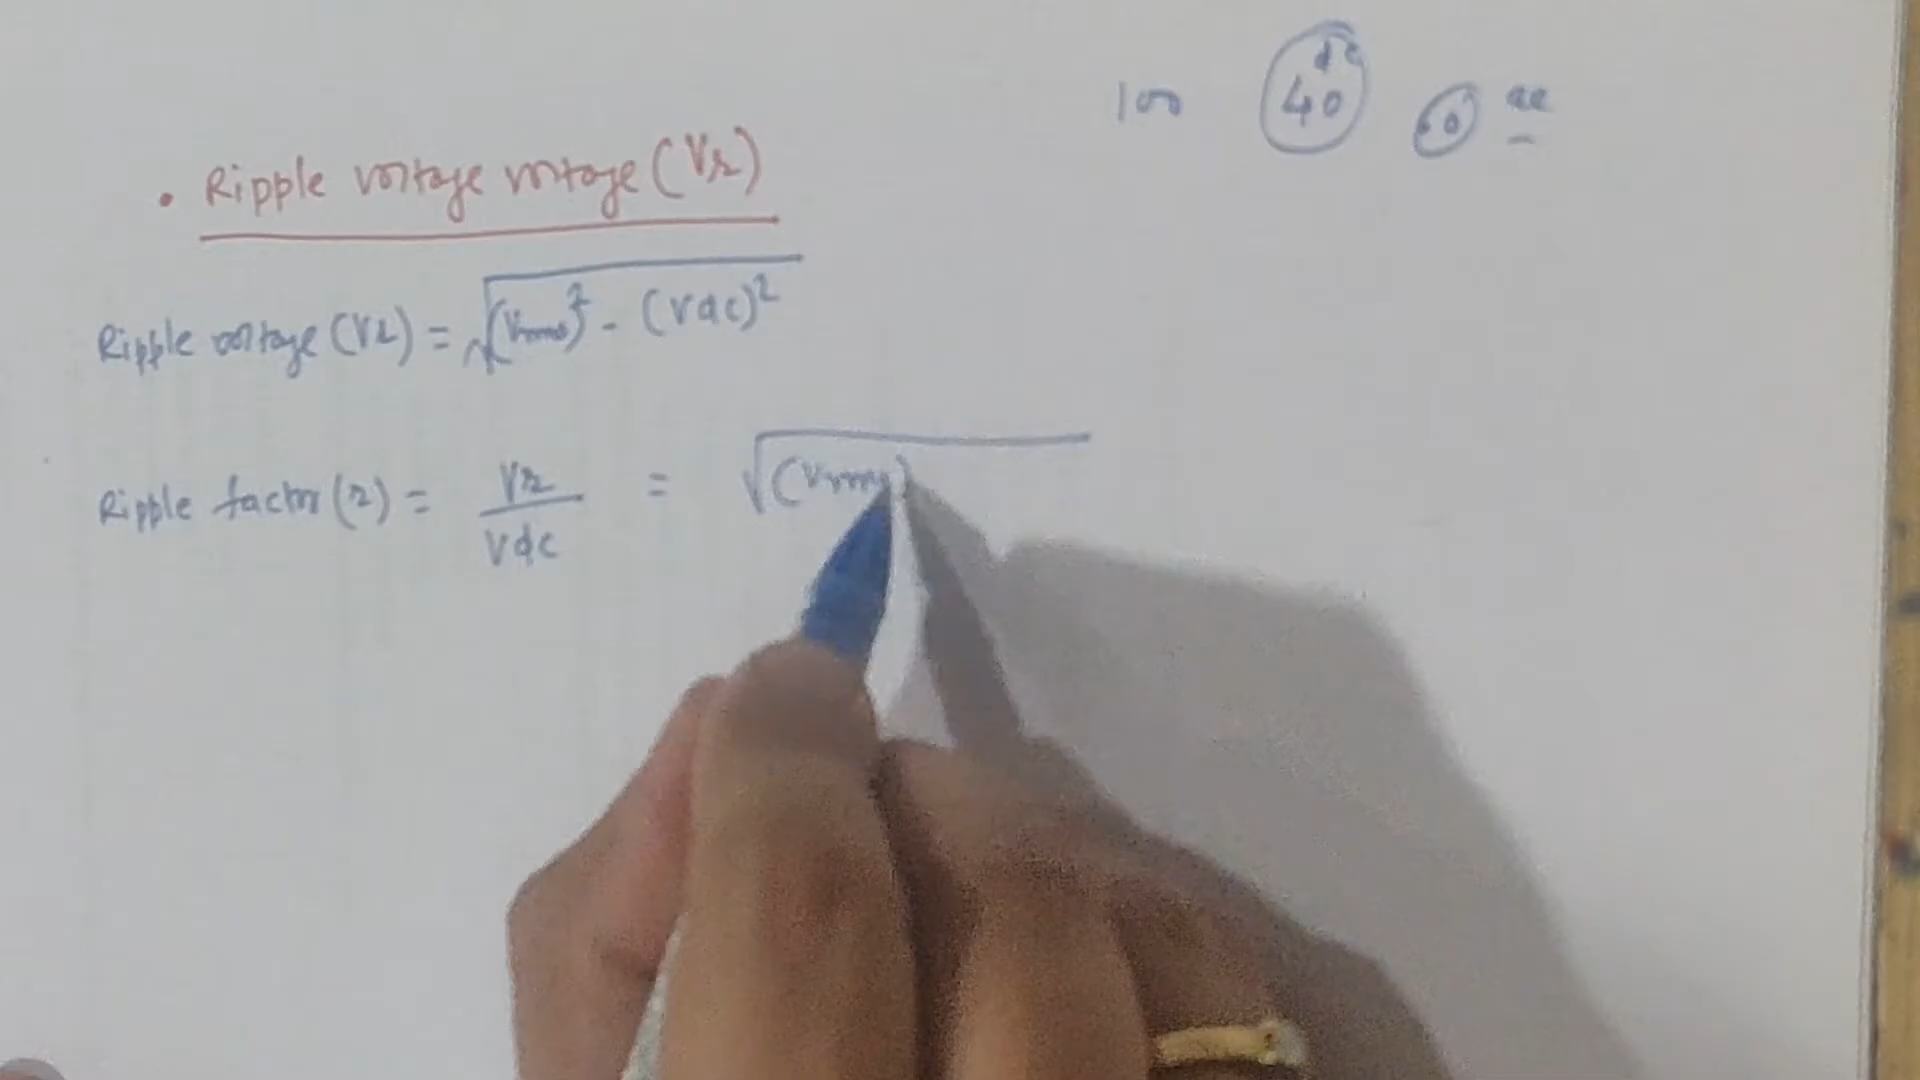 100 40 dc 60 ac
• Ripple voltage voltage (Vr)
Ripple voltage (Vr) = √(Vrms)² - (Vdc)²
Ripple factor (r) = Vr / Vdc = √(Vrms)